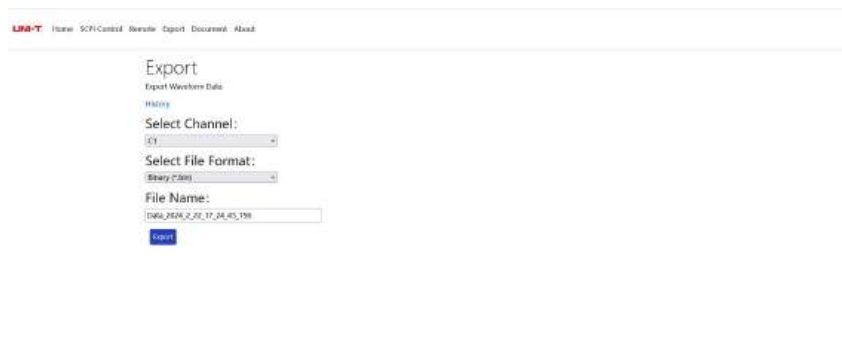 UNI-T Home SCPI-Control Remote Export Document About
Export
Export Waveform Data
History
Select Channel:
C1
Select File Format:
Binary (*.bin)
File Name:
Data_2024_2_22_17_24_45_156
Export